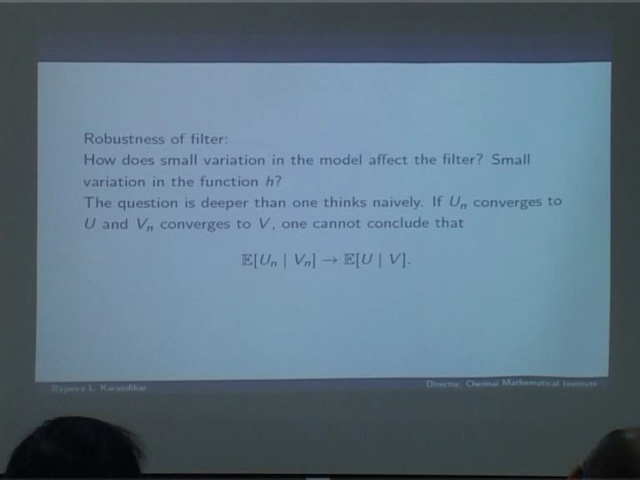 Robustness of filter:
How does small variation in the model affect the filter? Small
variation in the function h?
The question is deeper than one thinks naively. If Uₙ converges to
U and Vₙ converges to V, one cannot conclude that
𝔼[Uₙ | Vₙ] → 𝔼[U | V].
Rajeeva L. Karandikar
Director, Chennai Mathematical Institute